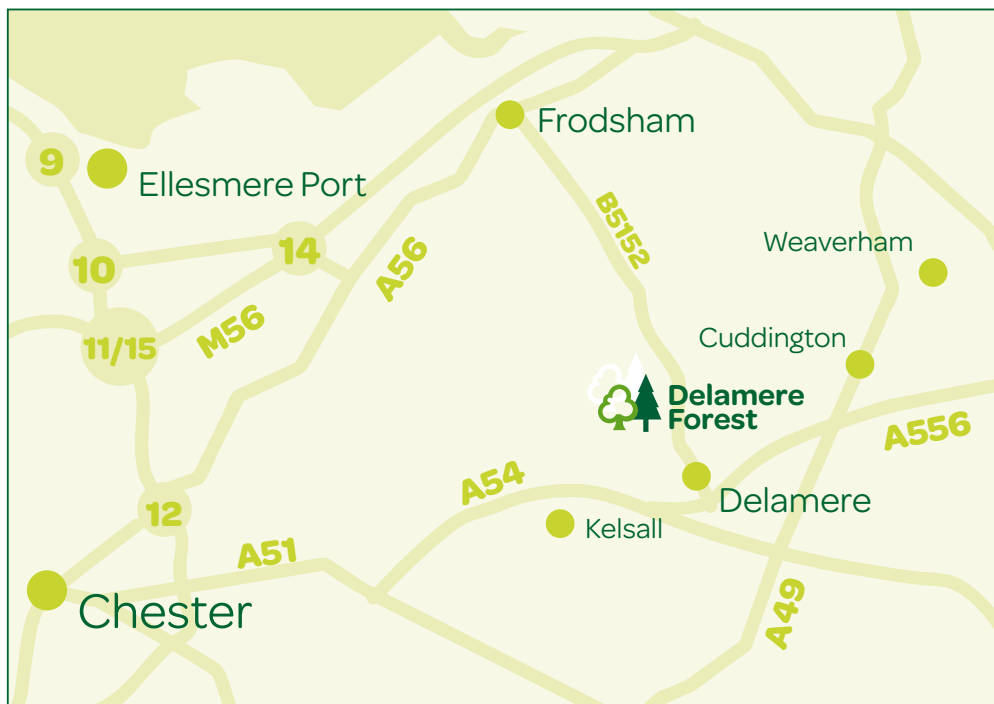 Frodsham
9
Ellesmere Port
B5152
14
Weaverham
10
A56
M56
11/15
Cuddington
Delamere
Forest
A556
A54
Delamere
12
Kelsall
A51
Chester
A49